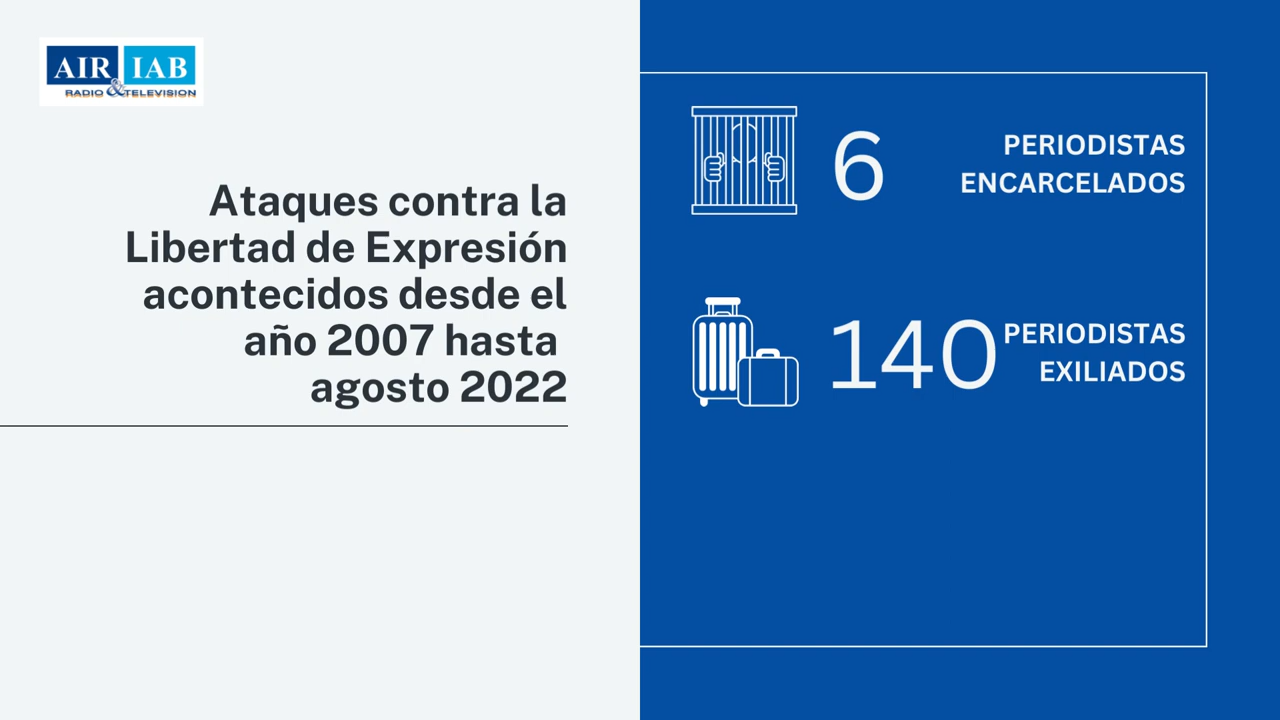 AIR IAB
RADIO & TELEVISION
Ataques contra la
Libertad de Expresión
acontecidos desde el
año 2007 hasta
agosto 2022
6 PERIODISTAS
ENCARCELADOS
140 PERIODISTAS
EXILIADOS